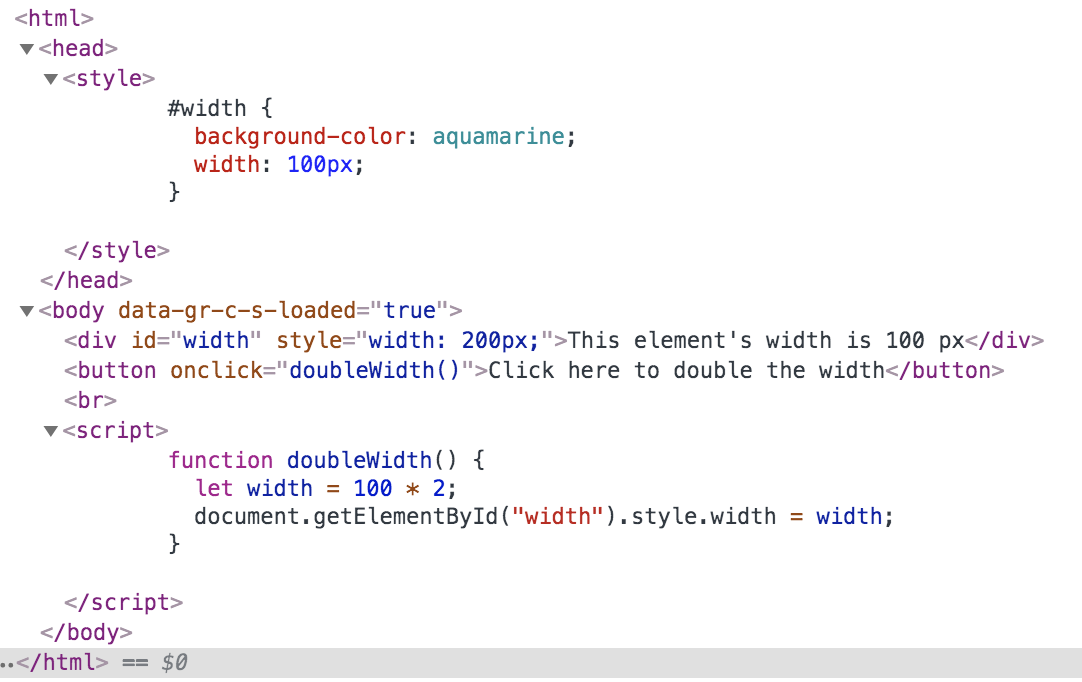 <html>
▼<head>
▼<style>
#width {
background-color: aquamarine;
width: 100px;
}
</style>
</head>
▼<body data-gr-c-s-loaded="true">
<div id="width" style="width: 200px;">This element's width is 100 px</div>
<button onclick="doubleWidth()">Click here to double the width</button>
<br>
▼<script>
function doubleWidth() {
let width = 100 * 2;
document.getElementById("width").style.width = width;
}
</script>
</body>
..</html> == $0